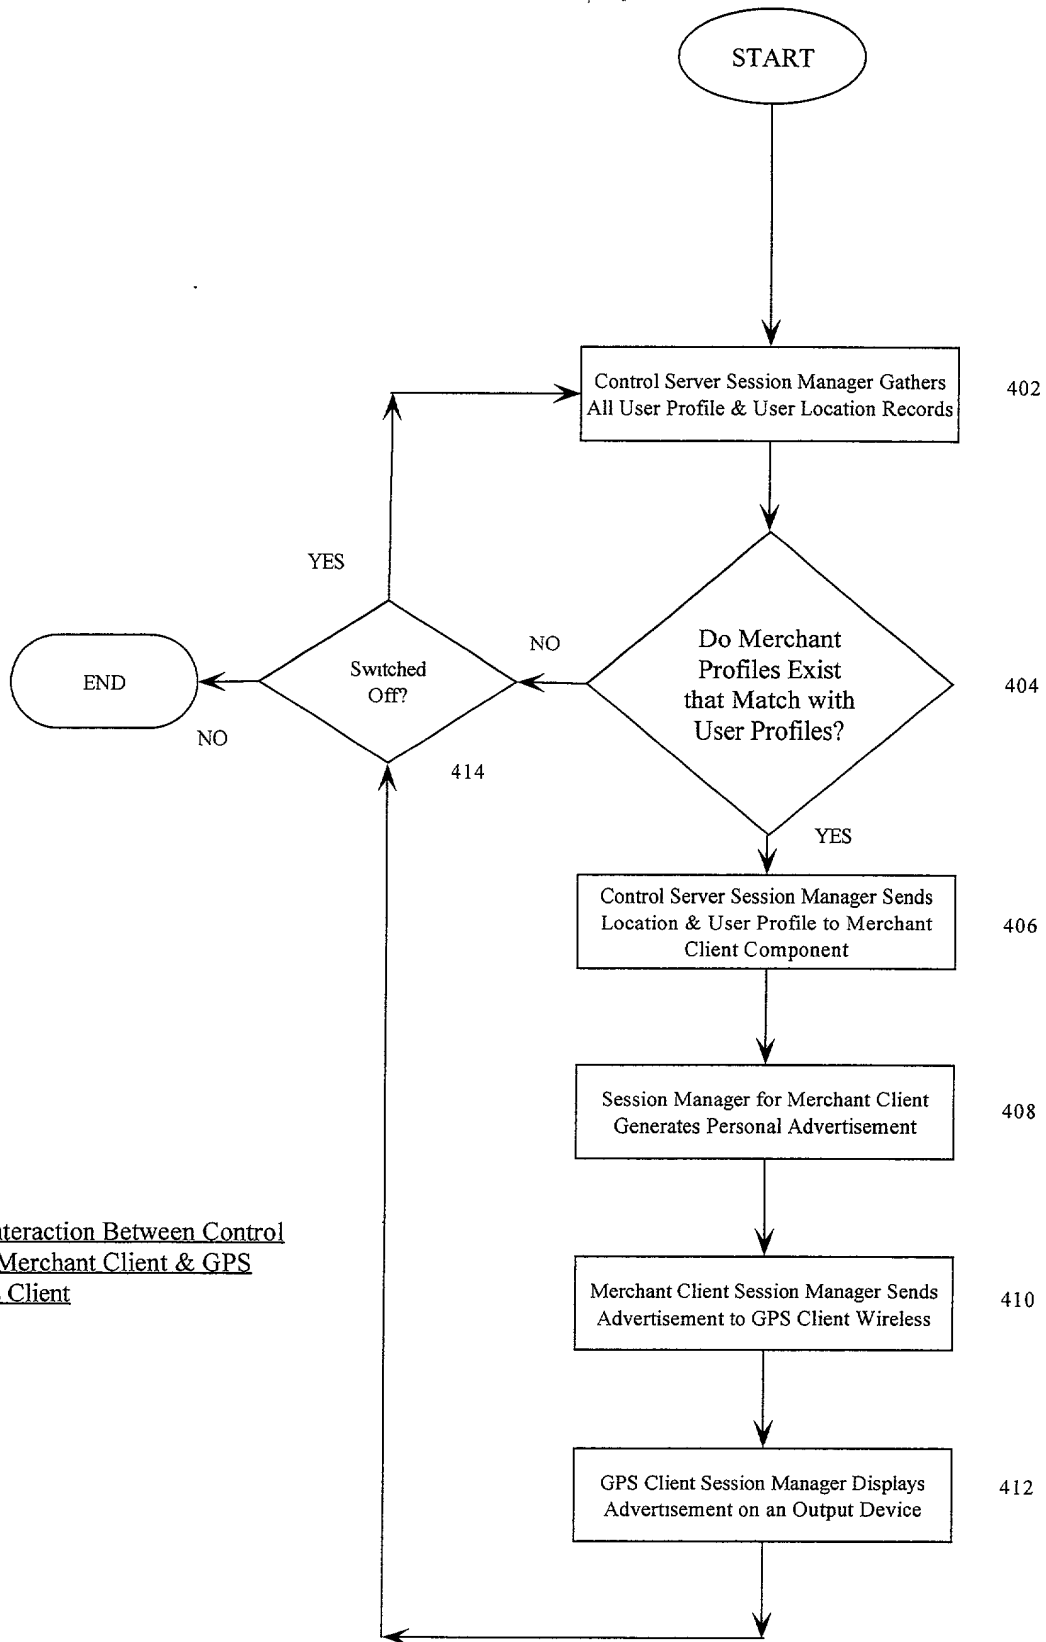 START
Control Server Session Manager Gathers
All User Profile & User Location Records
402
YES
Do Merchant
Profiles Exist
that Match with
User Profiles?
404
NO
Switched
Off?
414
END
NO
YES
Control Server Session Manager Sends
Location & User Profile to Merchant
Client Component
406
Session Manager for Merchant Client
Generates Personal Advertisement
408
nteraction Between Control
Merchant Client & GPS
Client
Merchant Client Session Manager Sends
Advertisement to GPS Client Wireless
410
GPS Client Session Manager Displays
Advertisement on an Output Device
412